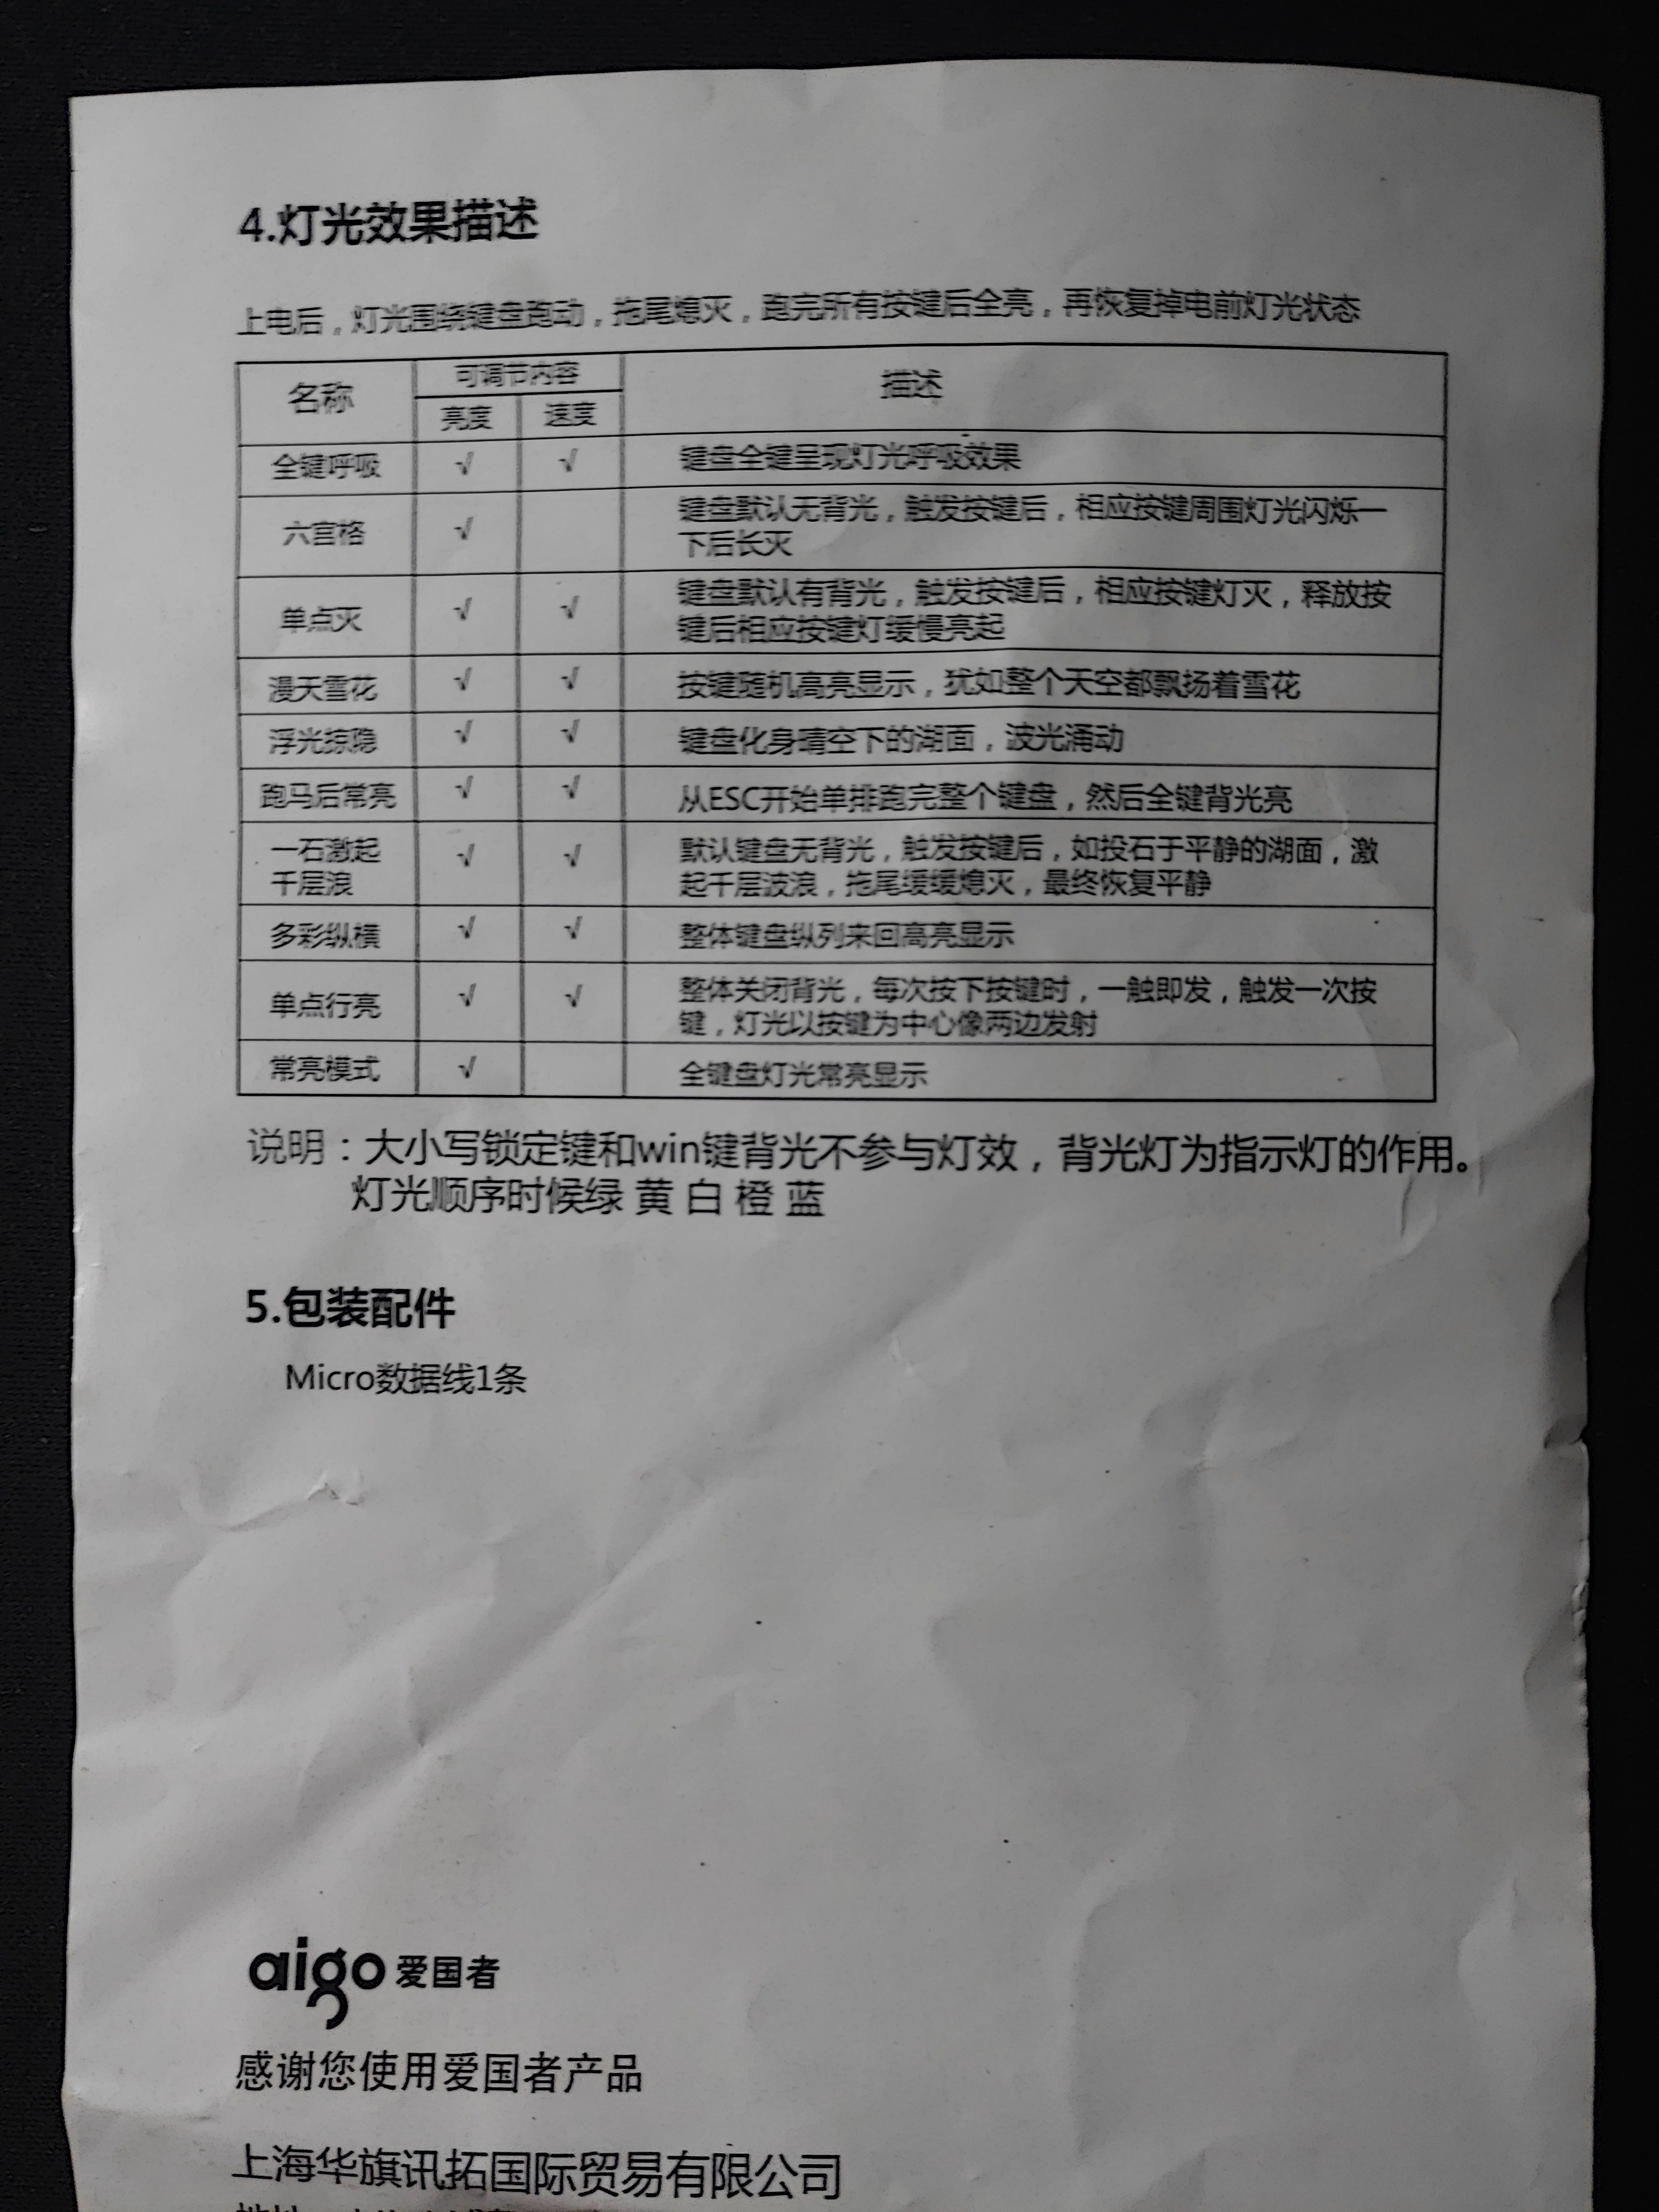 4.灯光效果描述
上电后，灯光围绕键盘跑动，拖尾熄灭，跑完所有按键后全亮，再恢复掉电前灯光状态
名称 可调节内容 描述
亮度 速度
全键呼吸 √ √ 键盘全键呈现灯光呼吸效果
六宫格 √ 键盘默认无背光，触发按键后，相应按键周围灯光闪烁一
下后长灭
单点灭 √ √ 键盘默认有背光，触发按键后，相应按键灯灭，释放按
键后相应按键灯缓慢亮起
漫天雪花 √ √ 按键随机高亮显示，犹如整个天空都飘扬着雪花
浮光掠隐 √ √ 键盘化身晴空下的湖面，波光涌动
跑马后常亮 √ √ 从ESC开始单排跑完整个键盘，然后全键背光亮
一石激起
千层浪 √ √ 默认键盘无背光，触发按键后，如投石于平静的湖面，激
起千层波浪，拖尾缓缓熄灭，最终恢复平静
多彩纵横 √ √ 整体键盘纵列来回高亮显示
单点行亮 √ √ 整体关闭背光，每次按下按键时，一触即发，触发一次按
键，灯光以按键为中心像两边发射
常亮模式 √ 全键盘灯光常亮显示
说明：大小写锁定键和win键背光不参与灯效，背光灯为指示灯的作用。
灯光顺序时候绿 黄 白 橙 蓝
5.包装配件
Micro数据线1条
aigo 爱国者
感谢您使用爱国者产品
上海华旗讯拓国际贸易有限公司